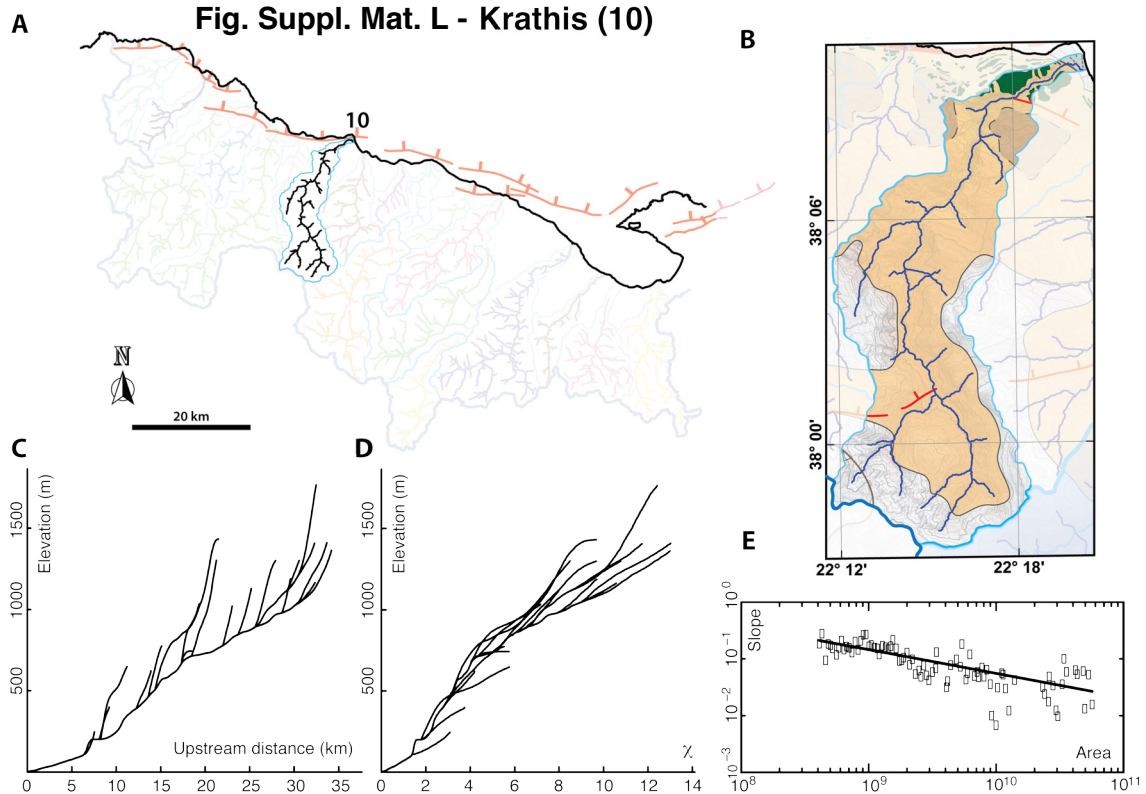 Fig. Suppl. Mat. L - Krathis (10)
A
10
N
20 km
B
38° 06'
38° 00'
22° 12'
22° 18'
C
Elevation (m)
1500
1000
500
Upstream distance (km)
0 5 10 15 20 25 30 35
D
Elevation (m)
1500
1000
500
χ
0 2 4 6 8 10 12 14
E
Slope
10^0
10^-1
10^-2
10^-3
Area
10^8 10^9 10^10 10^11